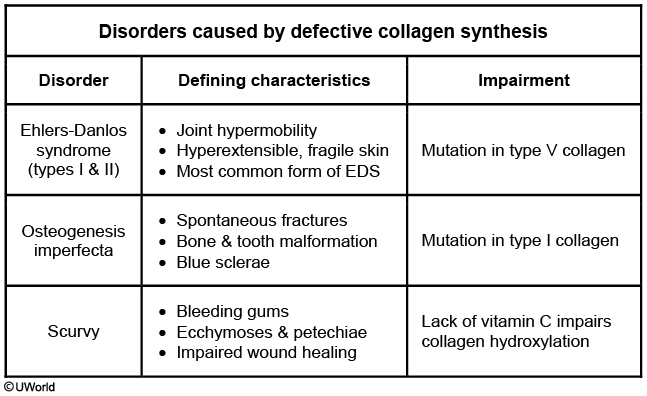 Disorders caused by defective collagen synthesis
Disorder
Defining characteristics
Impairment
Ehlers-Danlos
syndrome
(types I & II)
• Joint hypermobility
• Hyperextensible, fragile skin
• Most common form of EDS
Mutation in type V collagen
Osteogenesis
imperfecta
• Spontaneous fractures
• Bone & tooth malformation
• Blue sclerae
Mutation in type I collagen
Scurvy
• Bleeding gums
• Ecchymoses & petechiae
• Impaired wound healing
Lack of vitamin C impairs
collagen hydroxylation
© UWorld